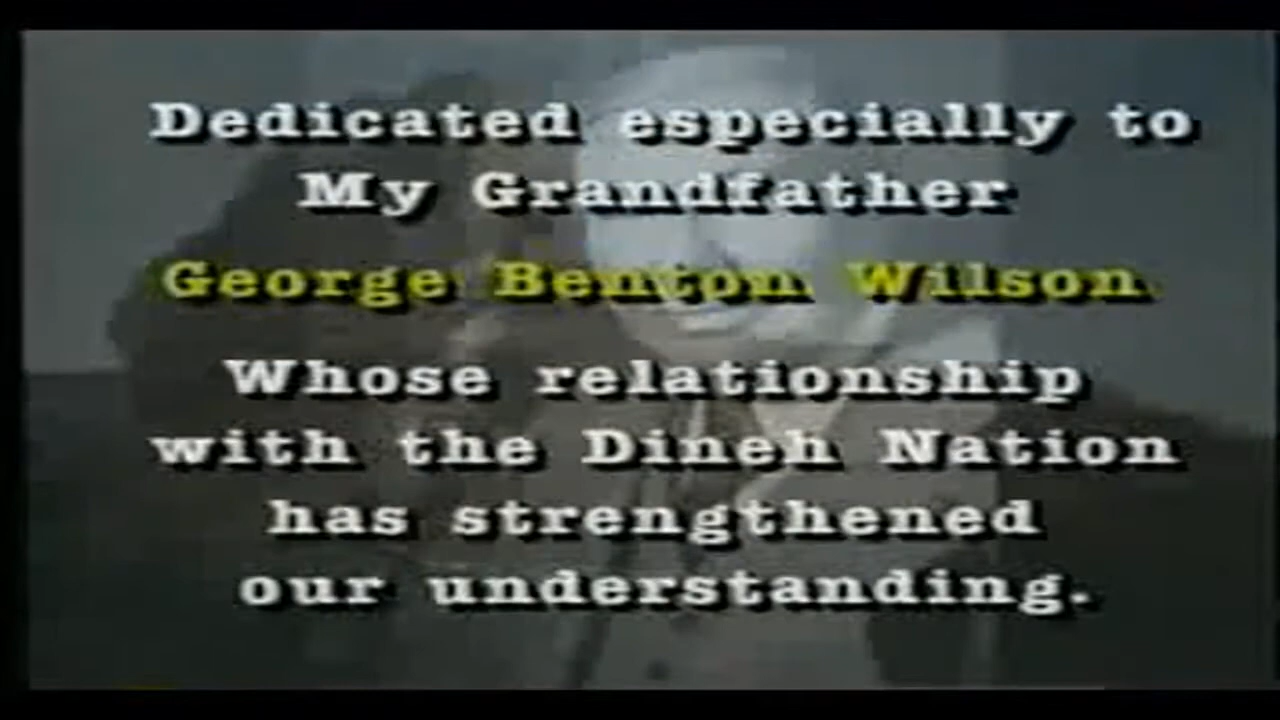 Dedicated especially to
My Grandfather
George Benton Wilson
Whose relationship
with the Dineh Nation
has strengthened
our understanding.